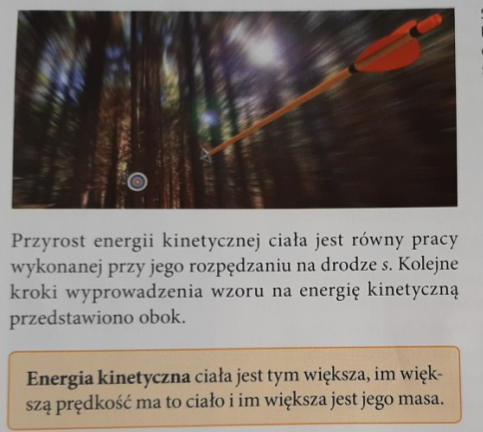 Przyrost energii kinetycznej ciała jest równy pracy
wykonanej przy jego rozpędzaniu na drodze s. Kolejne
kroki wyprowadzenia wzoru na energię kinetyczną
przedstawiono obok.
Energia kinetyczna ciała jest tym większa, im więk-
szą prędkość ma to ciało i im większa jest jego masa.